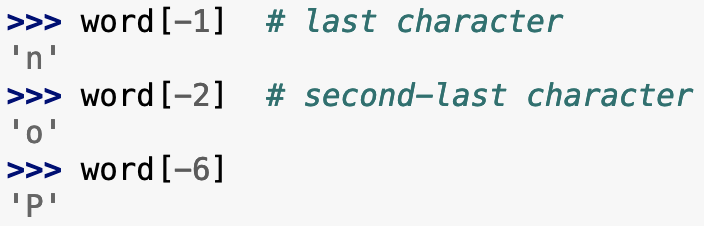 >>> word[-1]  # last character
'n'
>>> word[-2]  # second-last character
'o'
>>> word[-6]
'P'